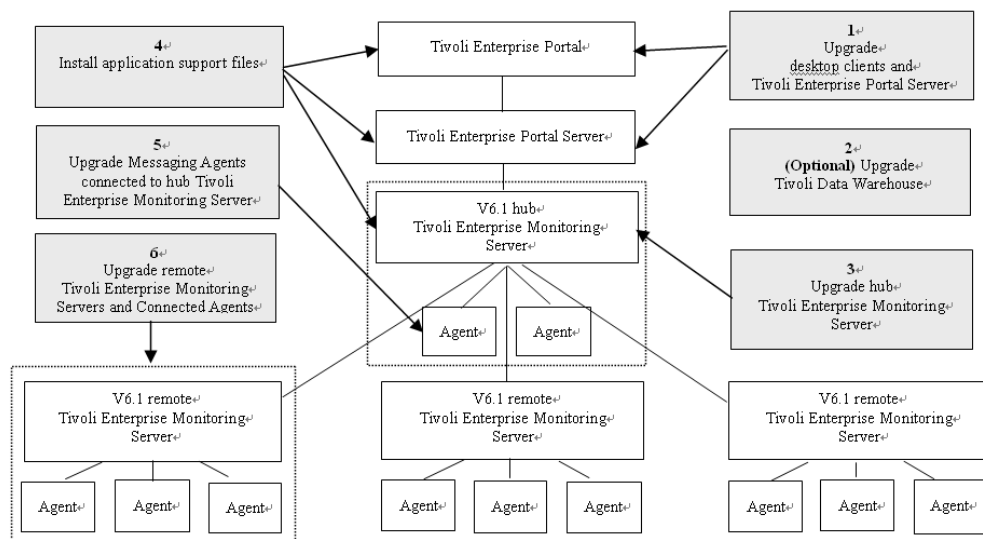 4↵
Install application support files↵
Tivoli Enterprise Portal↵
1↵
Upgrade↵
desktop clients and↵
Tivoli Enterprise Portal Server↵
Tivoli Enterprise Portal Server↵
5↵
Upgrade Messaging Agents
connected to hub Tivoli
Enterprise Monitoring Server↵
2↵
(Optional) Upgrade↵
Tivoli Data Warehouse↵
V6.1 hub↵
Tivoli Enterprise Monitoring↵
Server↵
6↵
Upgrade remote↵
Tivoli Enterprise Monitoring↵
Servers and Connected Agents↵
3↵
Upgrade hub↵
Tivoli Enterprise Monitoring↵
Server↵
Agent↵
Agent↵
V6.1 remote↵
Tivoli Enterprise Monitoring↵
Server↵
V6.1 remote↵
Tivoli Enterprise Monitoring↵
Server↵
V6.1 remote↵
Tivoli Enterprise Monitoring↵
Server↵
Agent↵
Agent↵
Agent↵
Agent↵
Agent↵
Agent↵
Agent↵
Agent↵
Agent↵